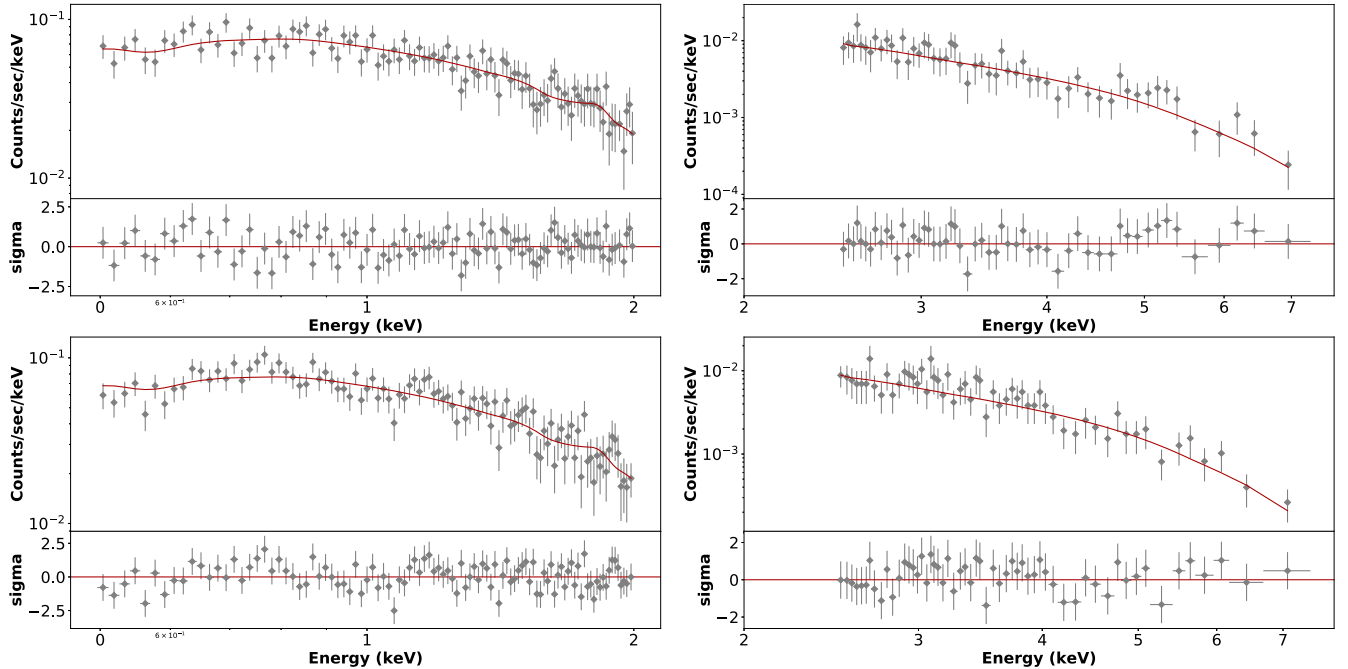 10⁻¹
10⁻²
Counts/sec/keV
2.5
0.0
−2.5
sigma
0
6 × 10⁻¹
1
2
Energy (keV)
10⁻²
10⁻³
10⁻⁴
Counts/sec/keV
2
0
−2
sigma
2
3
4
5
6
7
Energy (keV)
10⁻¹
10⁻²
Counts/sec/keV
2.5
0.0
−2.5
sigma
0
6 × 10⁻¹
1
2
Energy (keV)
10⁻²
10⁻³
Counts/sec/keV
2
0
−2
sigma
2
3
4
5
6
7
Energy (keV)